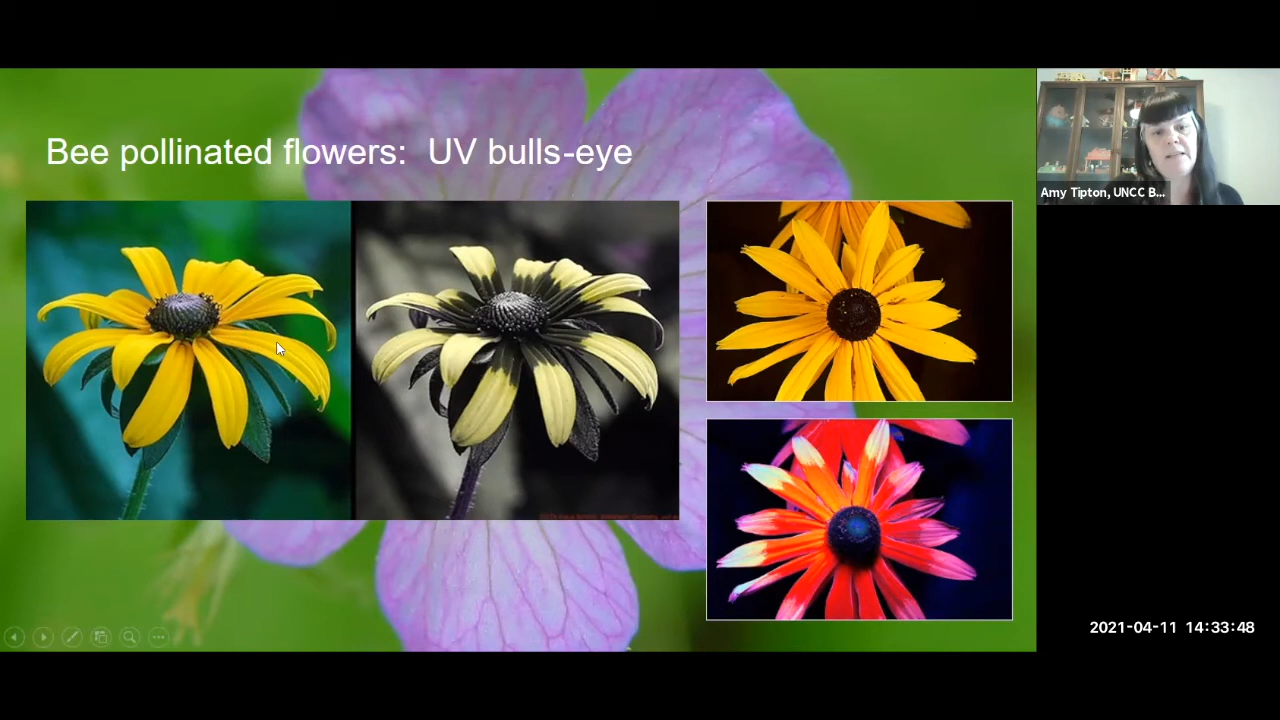 Bee pollinated flowers:  UV bulls-eye
Amy Tipton, UNCC B...
2021-04-11 14:33:48